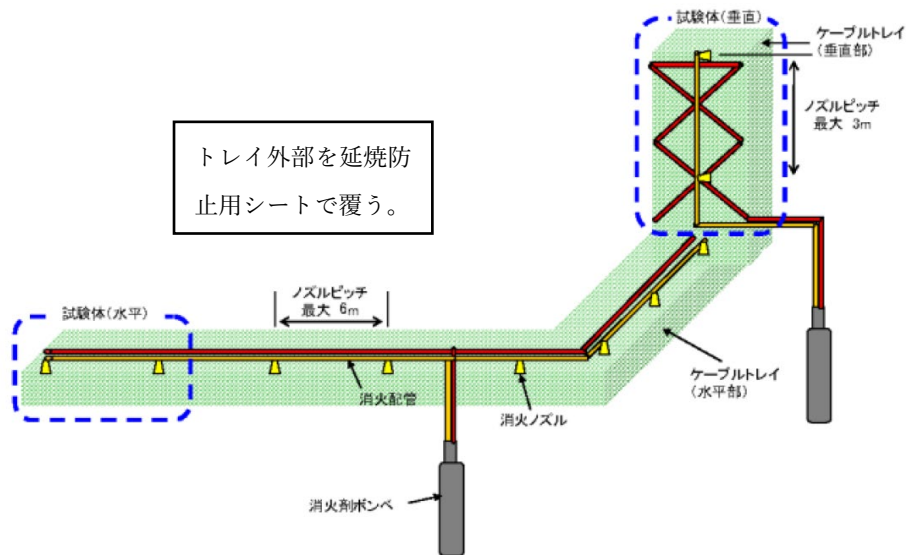 試験体(垂直)
ケーブルトレイ
(垂直部)
ノズルピッチ
最大 3m
トレイ外部を延焼防
止用シートで覆う。
試験体(水平)
ノズルピッチ
最大 6m
消火配管
消火ノズル
ケーブルトレイ
(水平部)
消火剤ボンベ